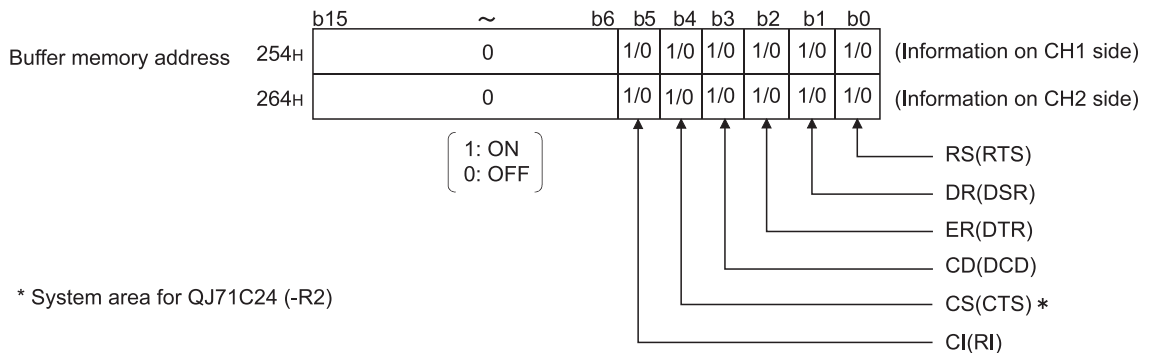 b15 ~ b6 b5 b4 b3 b2 b1 b0
Buffer memory address 254H 0 1/0 1/0 1/0 1/0 1/0 1/0 (Information on CH1 side)
264H 0 1/0 1/0 1/0 1/0 1/0 1/0 (Information on CH2 side)
1: ON
0: OFF
RS(RTS)
DR(DSR)
ER(DTR)
CD(DCD)
CS(CTS) *
CI(RI)
* System area for QJ71C24 (-R2)